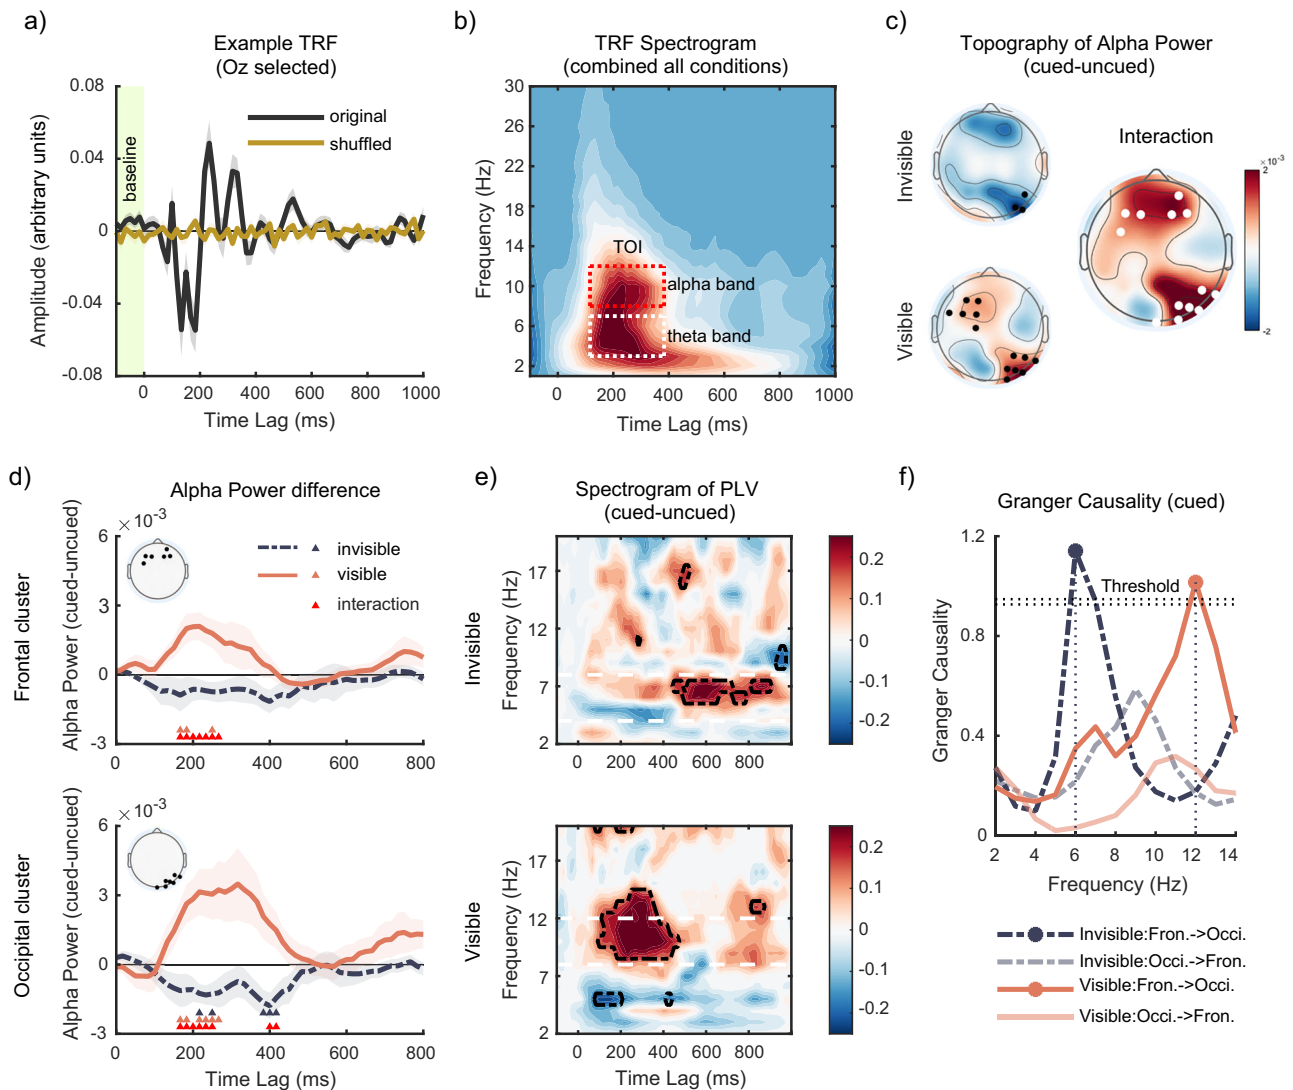 a)
Example TRF
(Oz selected)
0.08
0.04
0
-0.04
-0.08
Amplitude (arbitrary units)
baseline
original
shuffled
0 200 400 600 800 1000
Time Lag (ms)
b)
TRF Spectrogram
(combined all conditions)
30
26
22
18
14
10
6
2
Frequency (Hz)
TOI
alpha band
theta band
0 200 400 600 800 1000
Time Lag (ms)
c)
Topography of Alpha Power
(cued-uncued)
Invisible
Visible
Interaction
×10⁻³
2
-2
d)
Alpha Power difference
Frontal cluster
Alpha Power (cued-uncued)
× 10⁻³
6
3
0
-3
invisible
visible
interaction
0 200 400 600 800
Occipital cluster
Alpha Power (cued-uncued)
× 10⁻³
6
3
0
-3
0 200 400 600 800
Time Lag (ms)
e)
Spectrogram of PLV
(cued-uncued)
Invisible
Frequency (Hz)
17
12
7
2
0 200 400 600 800
0.2
0.1
0
-0.1
-0.2
Visible
Frequency (Hz)
17
12
7
2
0 200 400 600 800
Time Lag (ms)
0.2
0.1
0
-0.1
-0.2
f)
Granger Causality (cued)
Granger Causality
1.2
0.8
0.4
0
Threshold
2 4 6 8 10 12 14
Frequency (Hz)
Invisible:Fron.->Occi.
Invisible:Occi.->Fron.
Visible:Fron.->Occi.
Visible:Occi.->Fron.